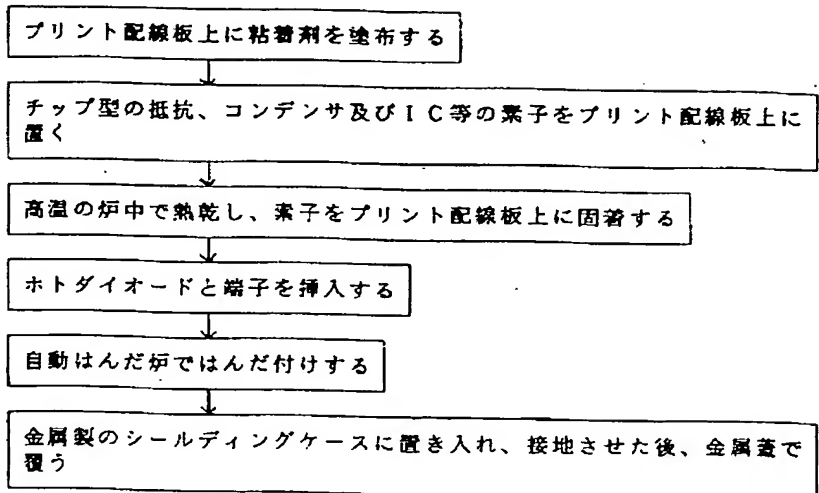 プリント配線板上に粘着剤を塗布する
チップ型の抵抗、コンデンサ及びＩＣ等の素子をプリント配線板上に
置く
高温の炉中で熱乾し、素子をプリント配線板上に固着する
ホトダイオードと端子を挿入する
自動はんだ炉ではんだ付けする
金属製のシールディングケースに置き入れ、接地させた後、金属蓋で
覆う